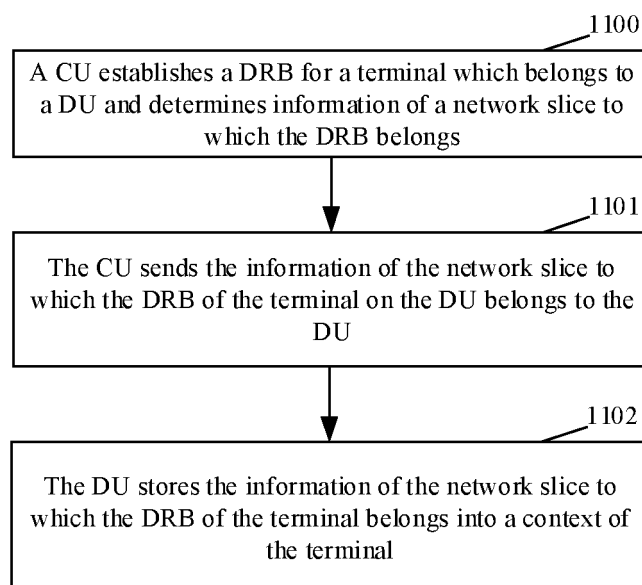 1100
A CU establishes a DRB for a terminal which belongs to
a DU and determines information of a network slice to
which the DRB belongs
1101
The CU sends the information of the network slice to
which the DRB of the terminal on the DU belongs to the
DU
1102
The DU stores the information of the network slice to
which the DRB of the terminal belongs into a context of
the terminal